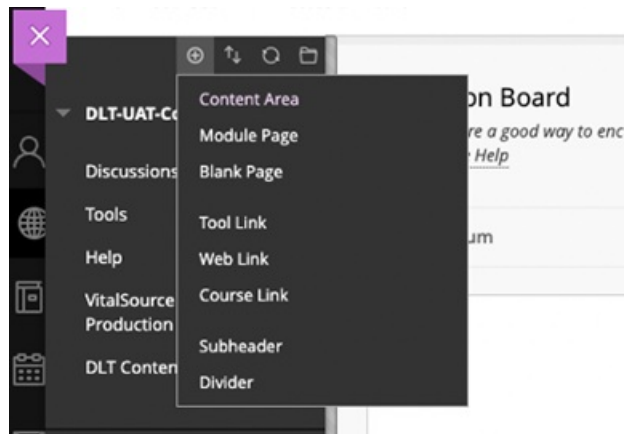 DLT-UAT-Co
Discussions
Tools
Help
VitalSource
Production
DLT Conten
Content Area
Module Page
Blank Page
Tool Link
Web Link
Course Link
Subheader
Divider
on Board
re a good way to enc
Help
um